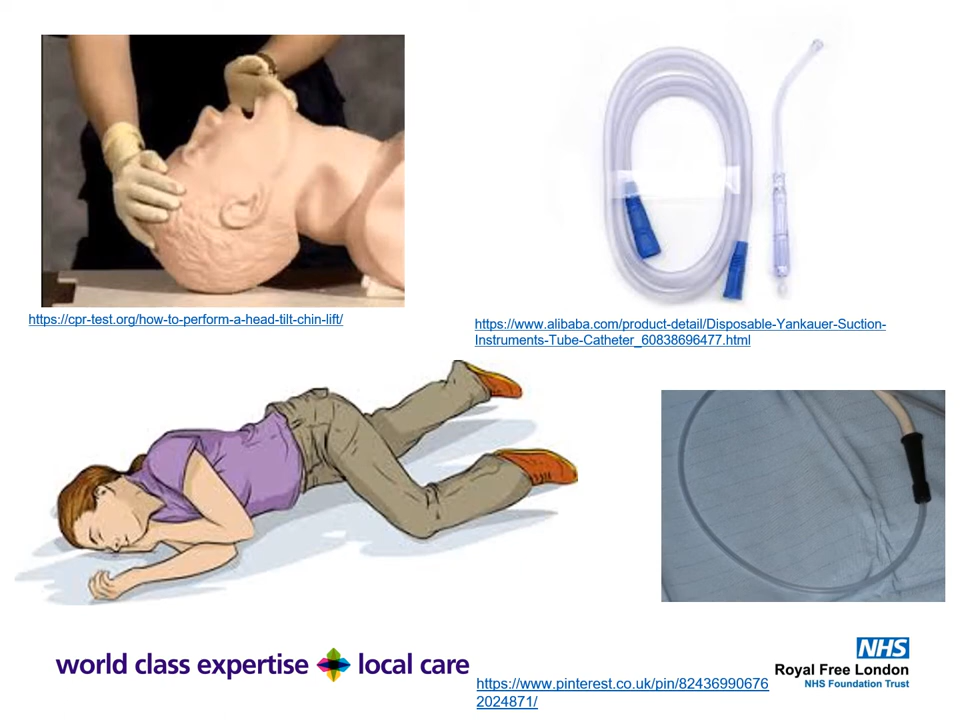 https://cpr-test.org/how-to-perform-a-head-tilt-chin-lift/
https://www.alibaba.com/product-detail/Disposable-Yankauer-Suction-
Instruments-Tube-Catheter_60838696477.html
world class expertise local care
https://www.pinterest.co.uk/pin/82436990676
2024871/
NHS
Royal Free London
NHS Foundation Trust